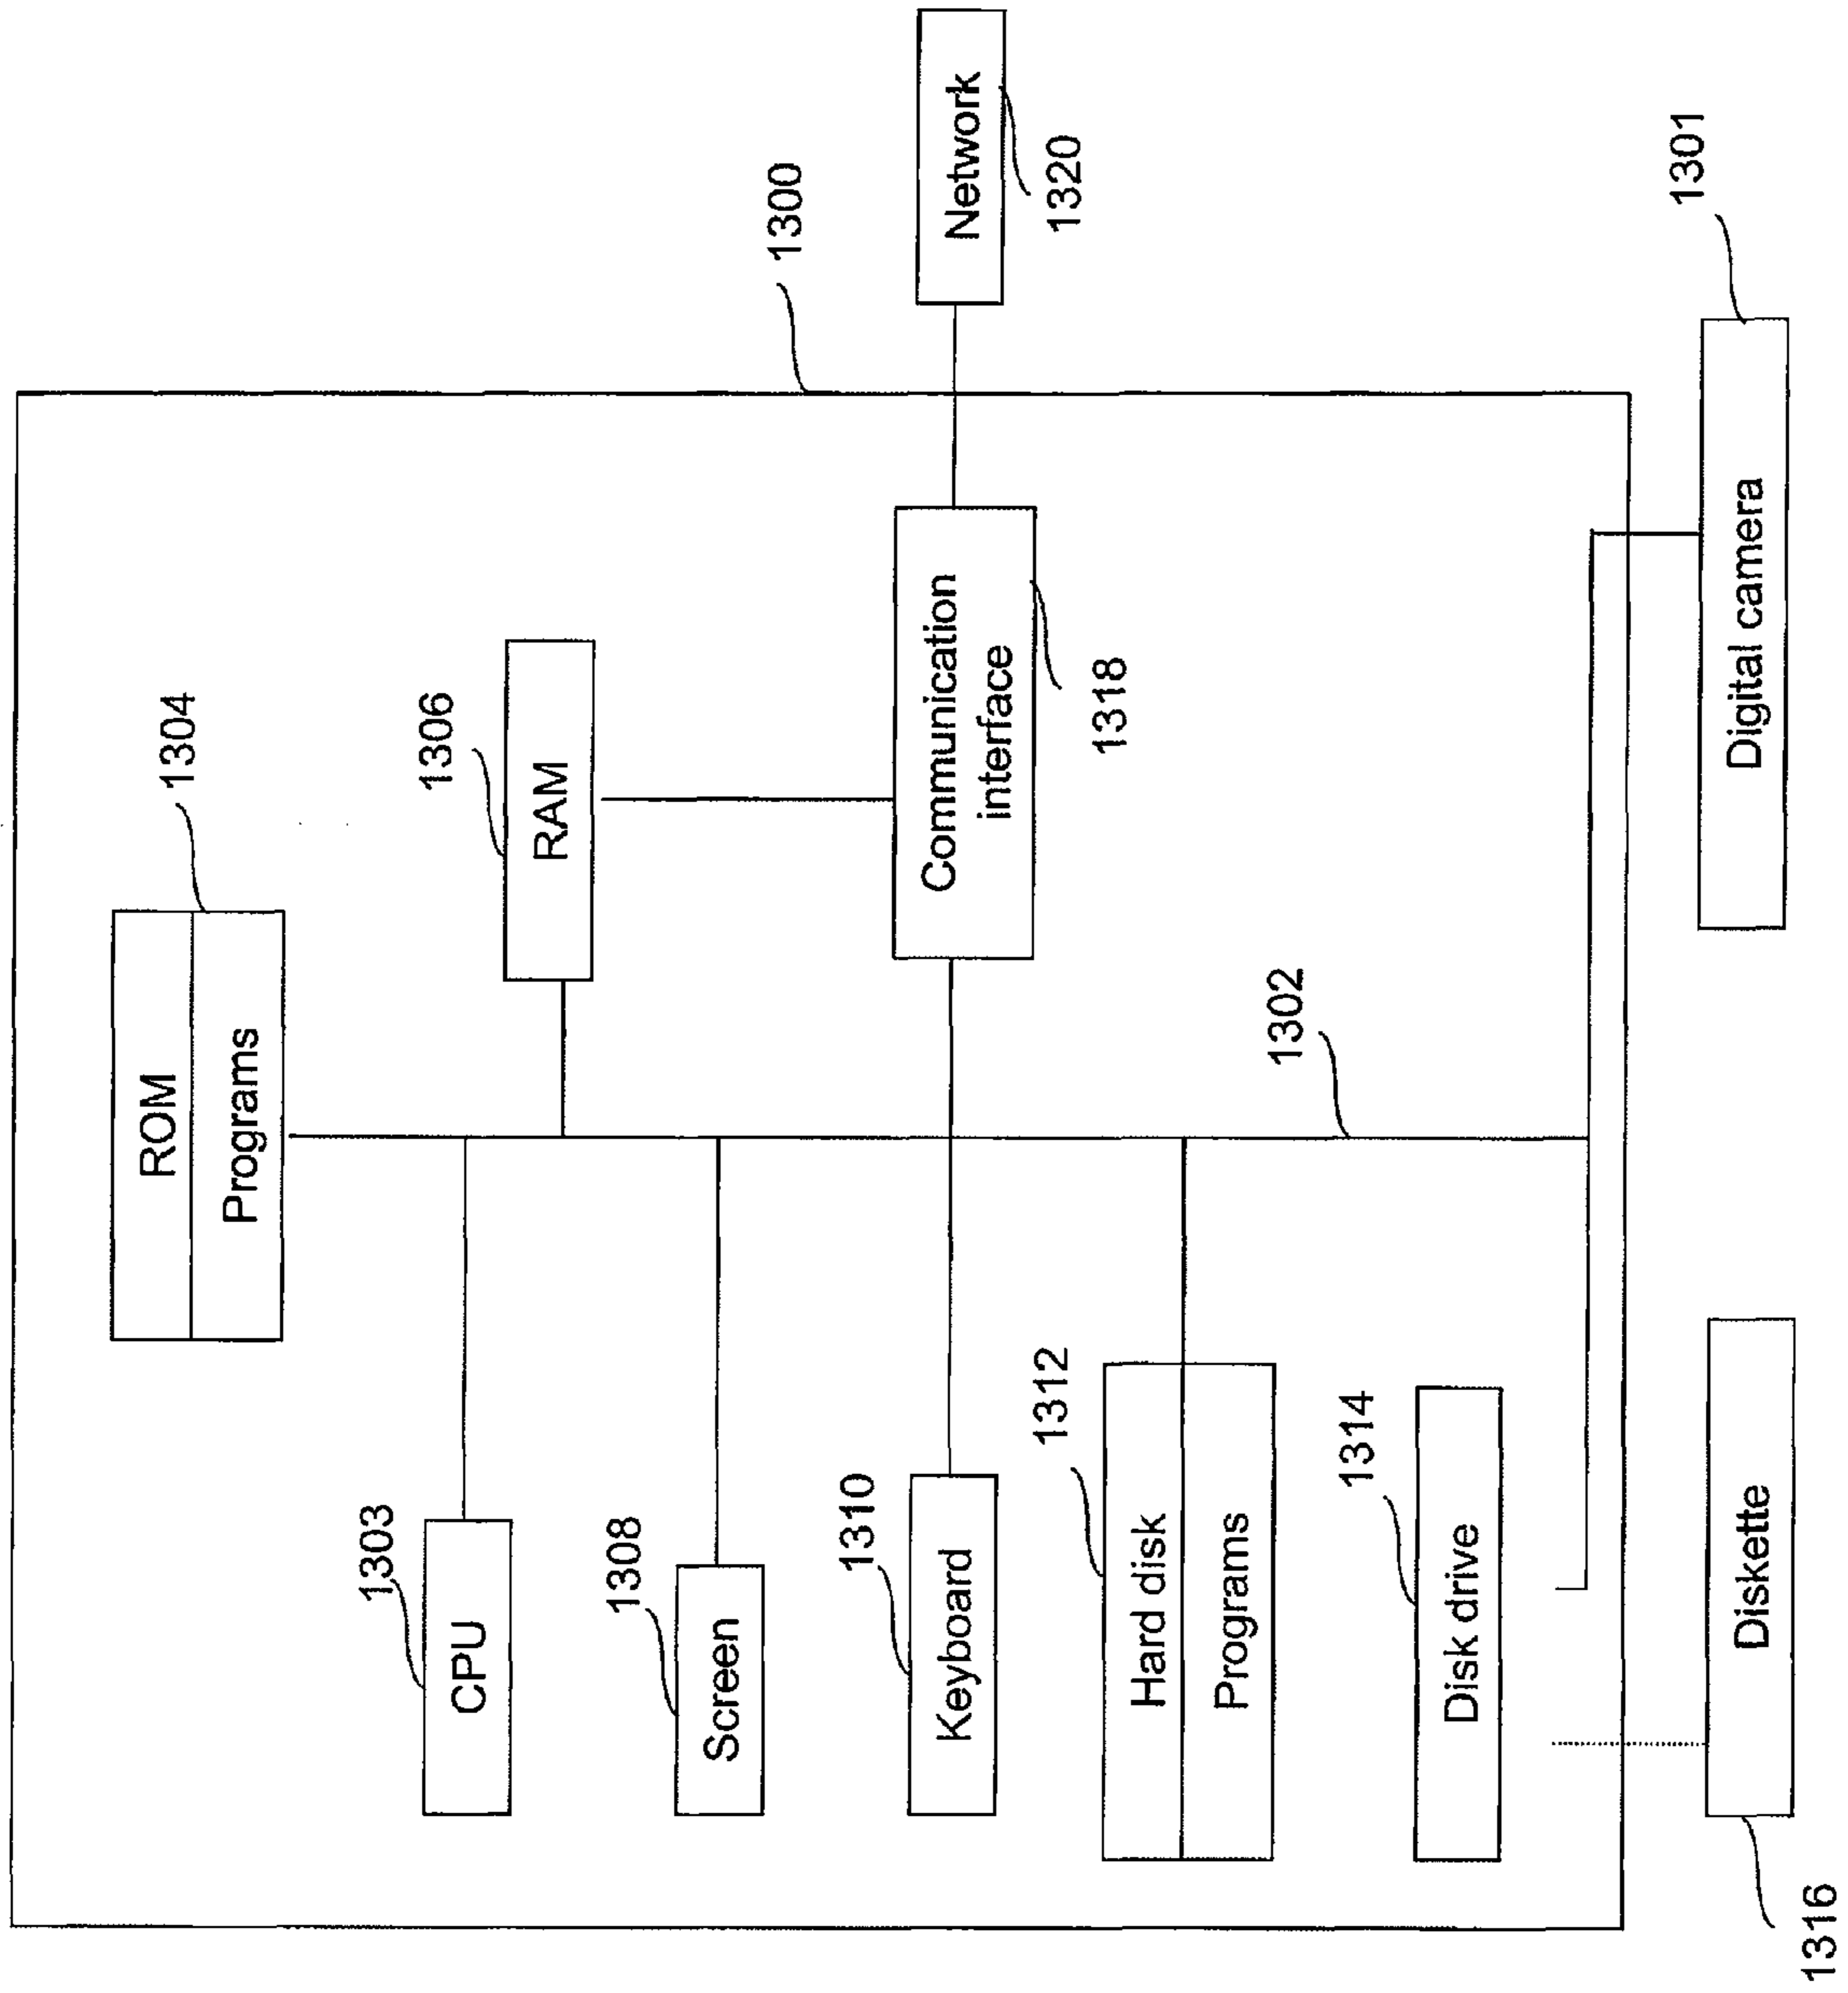 1304
ROM
Programs
1306
RAM
1303
CPU
1300
1308
Screen
1310
Keyboard
Communication
interface
1318
Network
1320
1312
Hard disk
Programs
1302
1314
Disk drive
Diskette
1316
Digital camera
1301